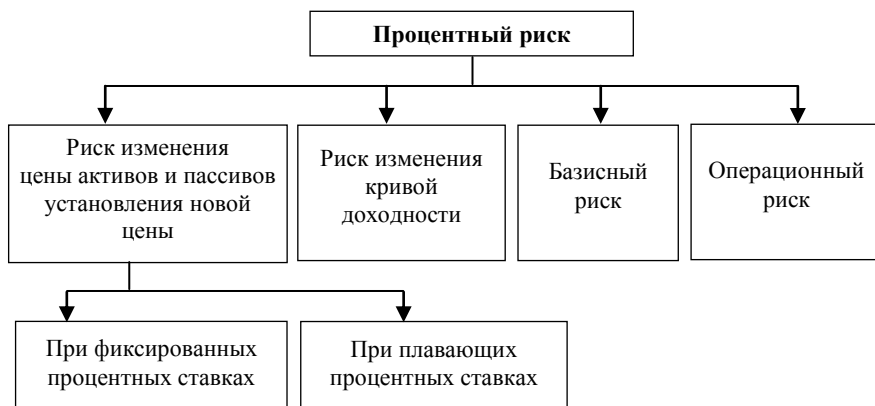 Процентный риск
Риск изменения
цены активов и пассивов
установления новой
цены
Риск изменения
кривой
доходности
Базисный
риск
Операционный
риск
При фиксированных
процентных ставках
При плавающих
процентных ставках